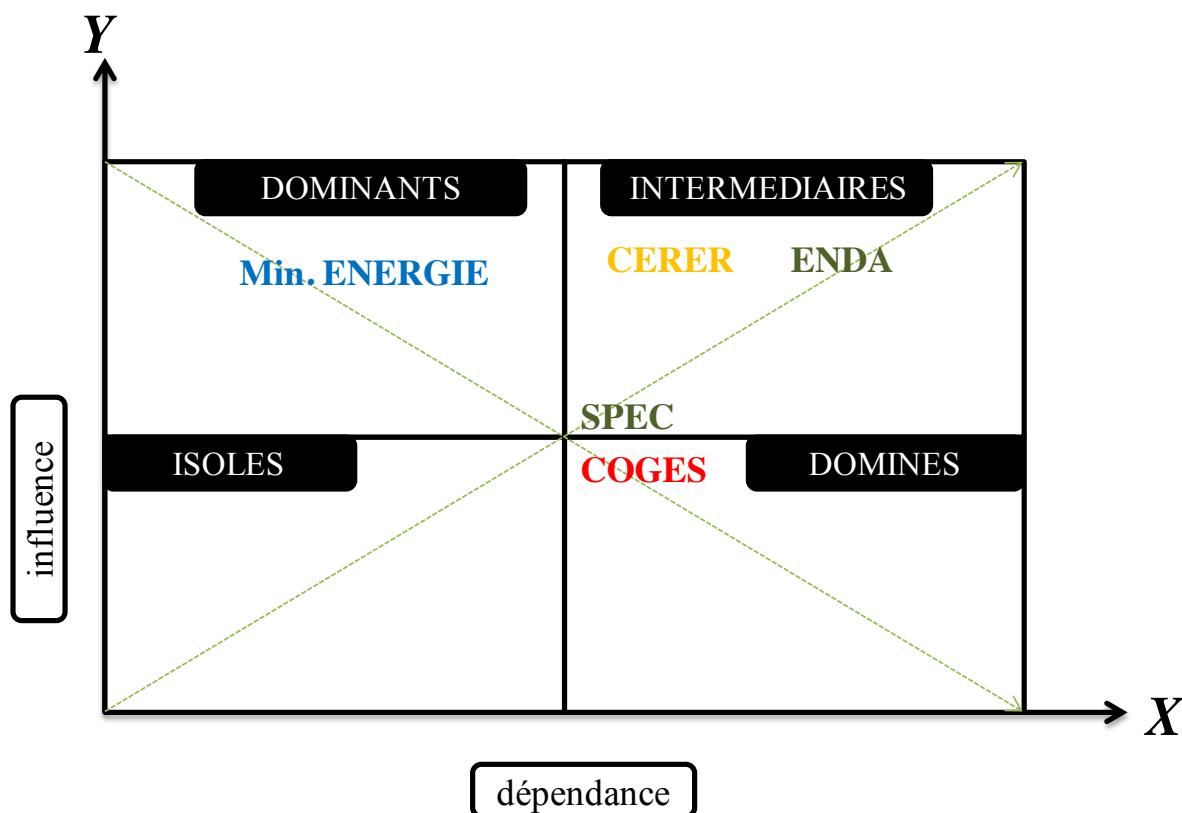 Y
DOMINANTS
INTERMEDIAIRES
Min. ENERGIE
CERER
ENDA
SPEC
ISOLES
COGES
DOMINES
influence
X
dépendance